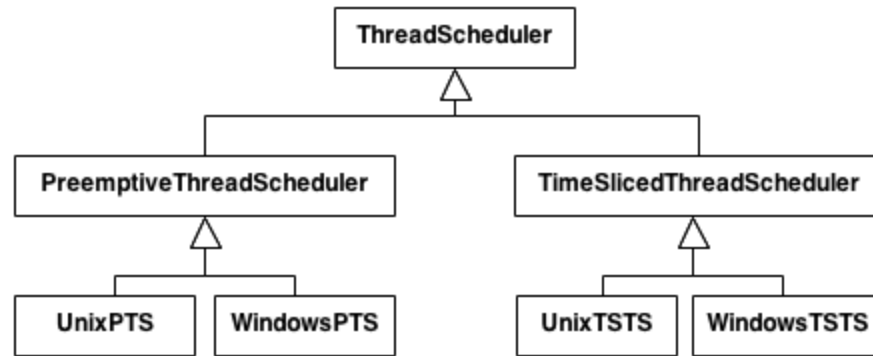 ThreadScheduler
PreemptiveThreadScheduler
TimeSlicedThreadScheduler
UnixPTS
WindowsPTS
UnixTSTS
WindowsTSTS